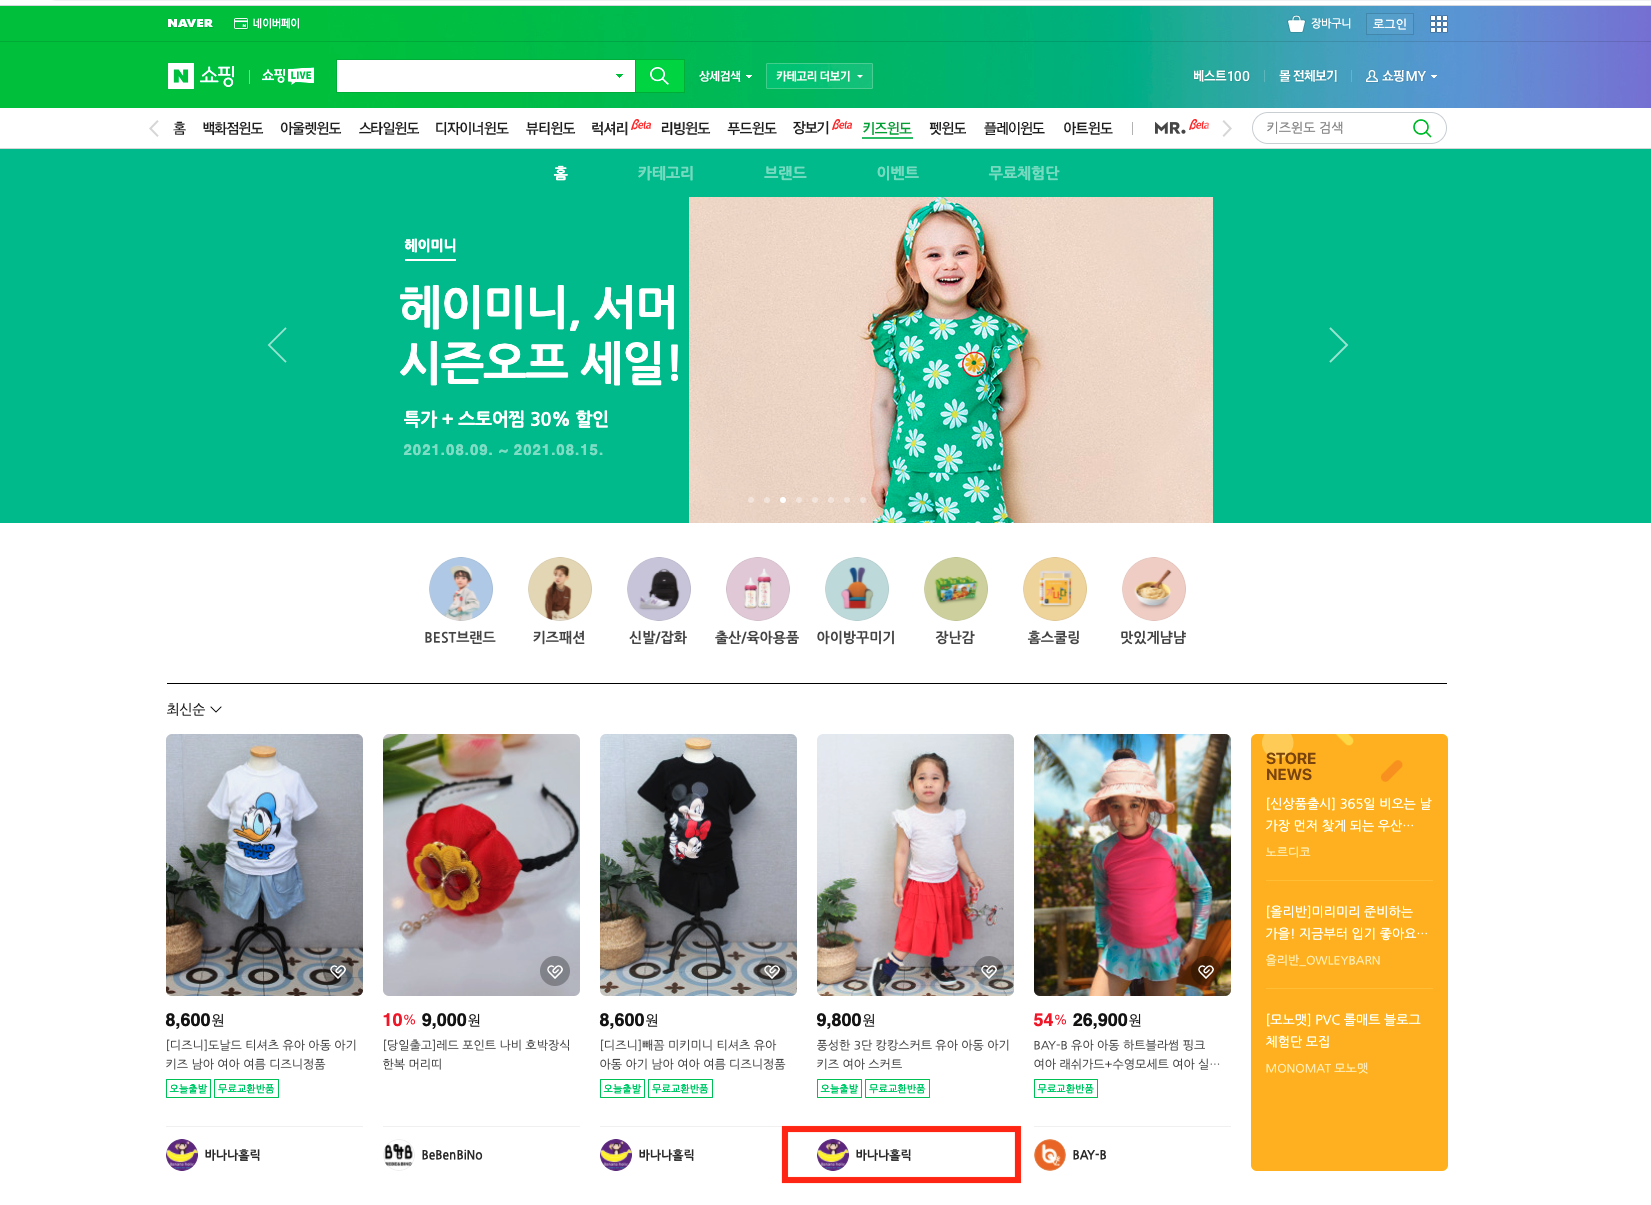 NAVER
네이버페이
장바구니
로그인
N 쇼핑
쇼핑LIVE
상세검색
카테고리 더보기
베스트100
몰 전체보기
쇼핑MY
홈
백화점윈도
아울렛윈도
스타일윈도
디자이너윈도
뷰티윈도
럭셔리 Beta
리빙윈도
푸드윈도
장보기 Beta
키즈윈도
펫윈도
플레이윈도
아트윈도
MR. Beta
키즈윈도 검색
홈
카테고리
브랜드
이벤트
무료체험단
헤이미니
헤이미니, 서머
시즌오프 세일!
특가 + 스토어찜 30% 할인
2021.08.09. ~ 2021.08.15.
BEST브랜드
키즈패션
신발/잡화
출산/육아용품
아이방꾸미기
장난감
홈스쿨링
맛있게냠냠
최신순
DONALD
DUCK
8,600원
[디즈니]도날드 티셔츠 유아 아동 아기
키즈 남아 여아 여름 디즈니정품
오늘출발 무료교환반품
바나나홀릭
10% 9,000원
[당일출고]레드 포인트 나비 호박장식
한복 머리띠
BeBenBiNo
8,600원
[디즈니]빼꼼 미키미니 티셔츠 유아
아동 아기 남아 여아 여름 디즈니정품
오늘출발 무료교환반품
바나나홀릭
9,800원
풍성한 3단 캉캉스커트 유아 아동 아기
키즈 여아 스커트
오늘출발 무료교환반품
바나나홀릭
54% 26,900원
BAY-B 유아 아동 하트블라썸 핑크
여아 래쉬가드+수영모세트 여아 실…
무료교환반품
BAY-B
STORE
NEWS
[신상품출시] 365일 비오는 날
가장 먼저 찾게 되는 우산…
노르디코
[올리반]미리미리 준비하는
가을! 지금부터 입기 좋아요…
올리반_OWLEYBARN
[모노맷] PVC 롤매트 블로그
체험단 모집
MONOMAT 모노맷